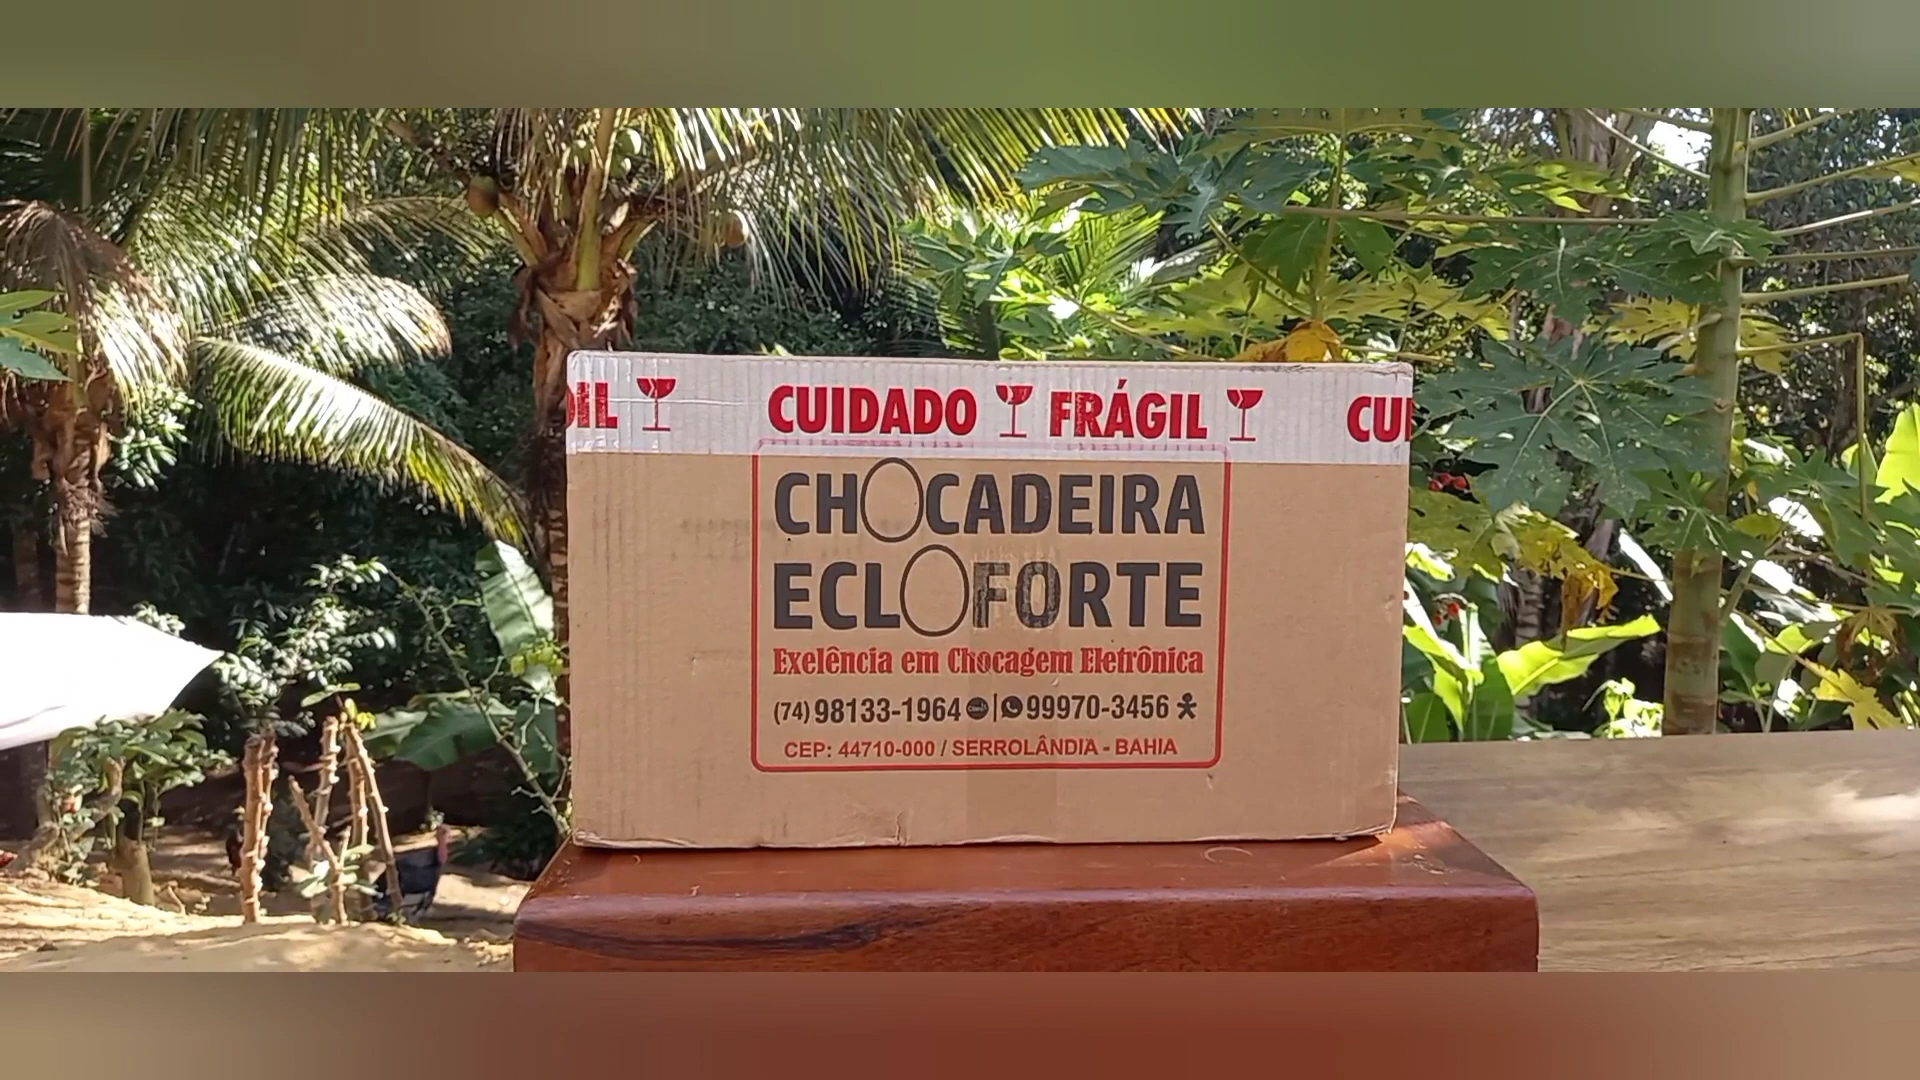 CUIDADO FRÁGIL CUI
CHOCADEIRA
ECLOFORTE
Exelência em Chocagem Eletrônica
(74) 98133-1964 | 99970-3456
CEP: 44710-000 / SERROLÂNDIA - BAHIA